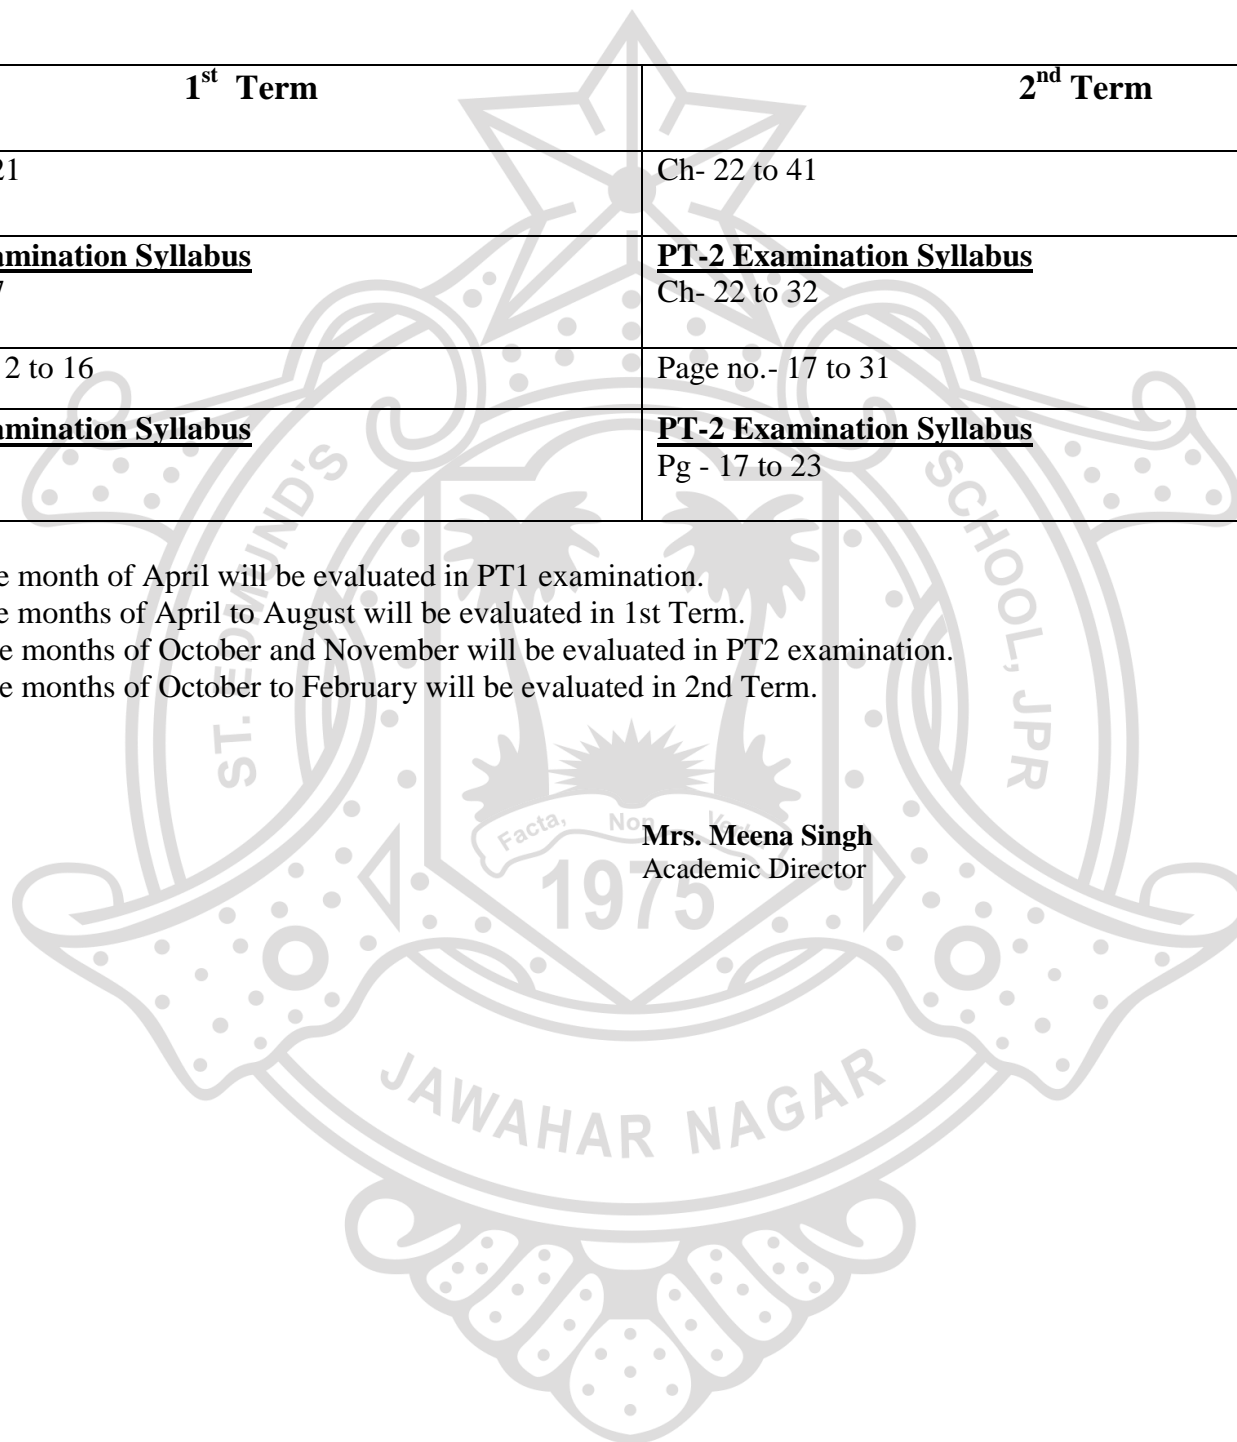 1st Term 2nd Term
21 Ch- 22 to 41
amination Syllabus PT-2 Examination Syllabus
7 Ch- 22 to 32
2 to 16 Page no.- 17 to 31
amination Syllabus PT-2 Examination Syllabus
Pg - 17 to 23
e month of April will be evaluated in PT1 examination.
e months of April to August will be evaluated in 1st Term.
e months of October and November will be evaluated in PT2 examination.
e months of October to February will be evaluated in 2nd Term.
ST. EDMUND'S SCHOOL, JPR
Facta, Non
Mrs. Meena Singh
Academic Director
1975
JAWAHAR NAGAR